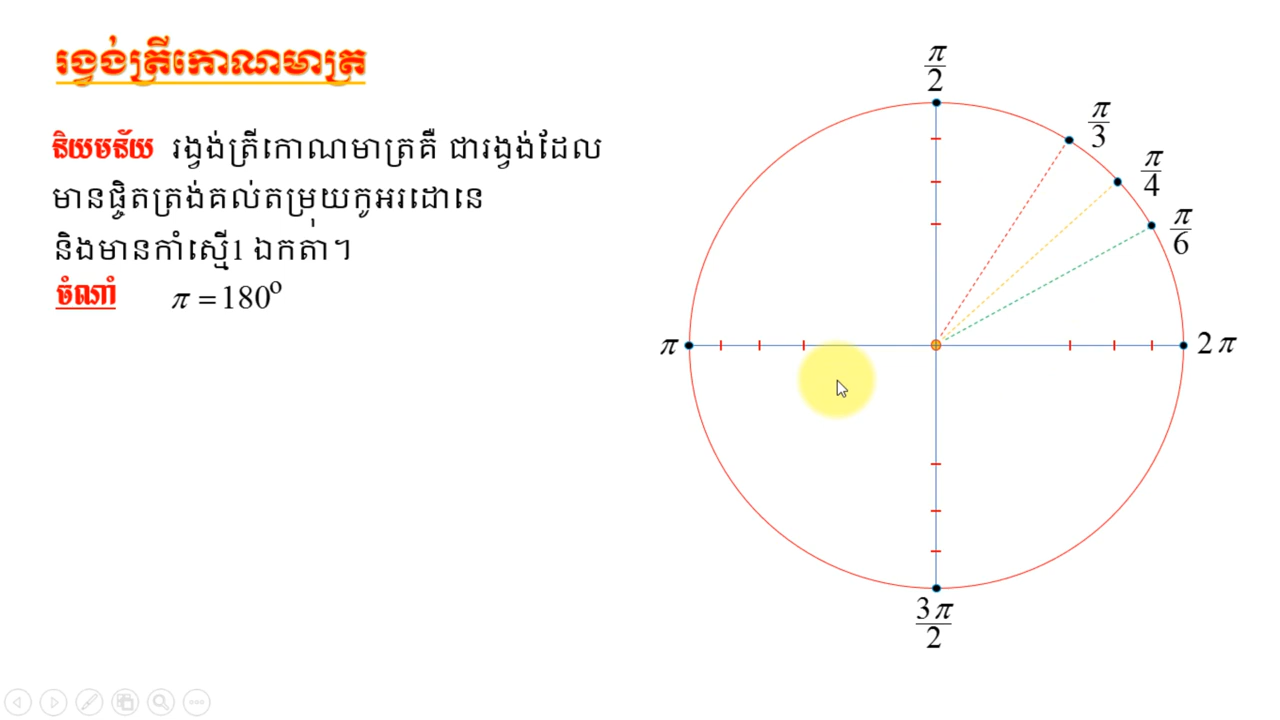 រង្វង់ត្រីកោណមាត្រ
និយមន័យ រង្វង់ត្រីកោណមាត្រគឺ ជារង្វង់ដែល
មានផ្ចិតត្រង់គល់តម្រុយកូអរដោនេ
និងមានកាំស្មើ1 ឯកតា។
ចំណាំ π = 180º
π/2
π/3
π/4
π/6
π
2π
3π/2